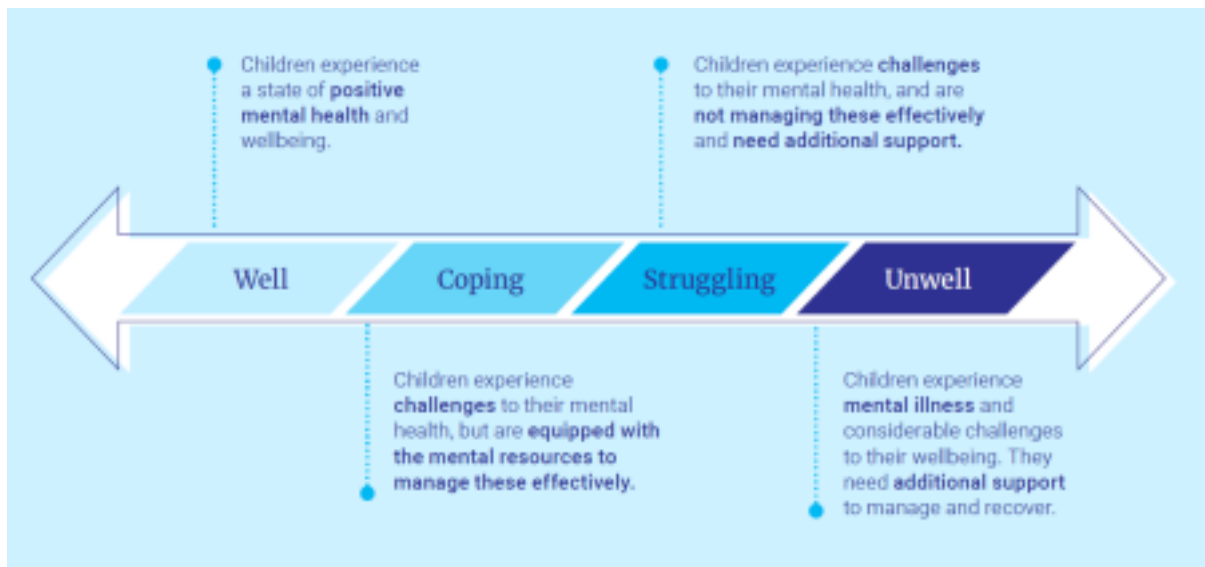 Children experience
a state of positive
mental health and
wellbeing.
Children experience challenges
to their mental health, and are
not managing these effectively
and need additional support.
Well
Coping
Struggling
Unwell
Children experience
challenges to their mental
health, but are equipped with
the mental resources to
manage these effectively.
Children experience
mental illness and
considerable challenges
to their wellbeing. They
need additional support
to manage and recover.